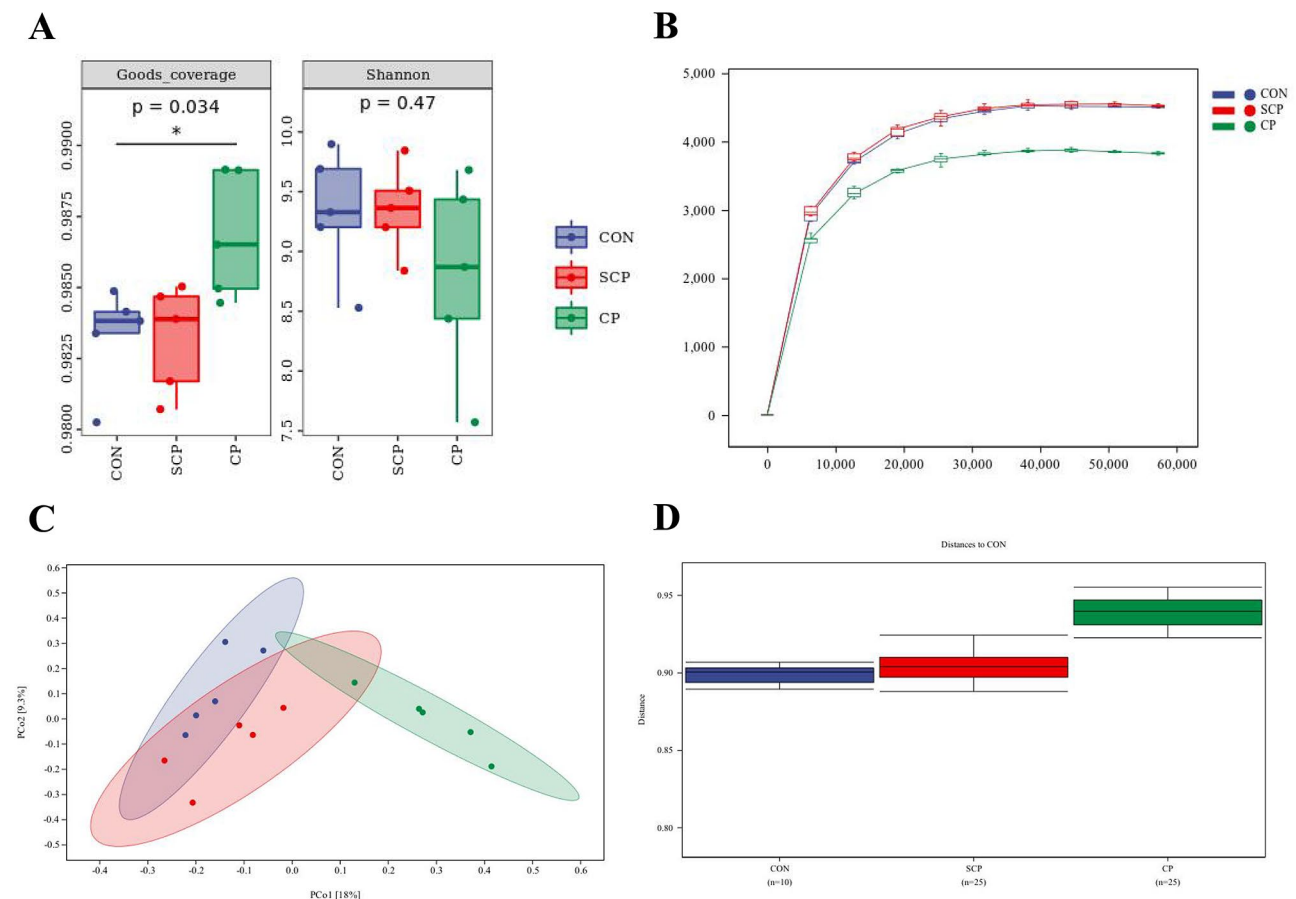 A
Goods_coverage
Shannon
p = 0.034
*
p = 0.47
0.9900
0.9875
0.9850
0.9825
0.9800
10.0
9.5
9.0
8.5
8.0
7.5
CON
SCP
CP
CON
SCP
CP
CON
SCP
CP
B
5,000
4,000
3,000
2,000
1,000
0
0
10,000
20,000
30,000
40,000
50,000
60,000
CON
SCP
CP
C
PCo2 [9.3%]
0.6
0.5
0.4
0.3
0.2
0.1
0.0
-0.1
-0.2
-0.3
-0.4
-0.5
-0.4
-0.3
-0.2
-0.1
0.0
0.1
0.2
0.3
0.4
0.5
0.6
PCo1 [18%]
D
Distances to CON
Distance
0.95
0.90
0.85
0.80
CON
(n=10)
SCP
(n=25)
CP
(n=25)